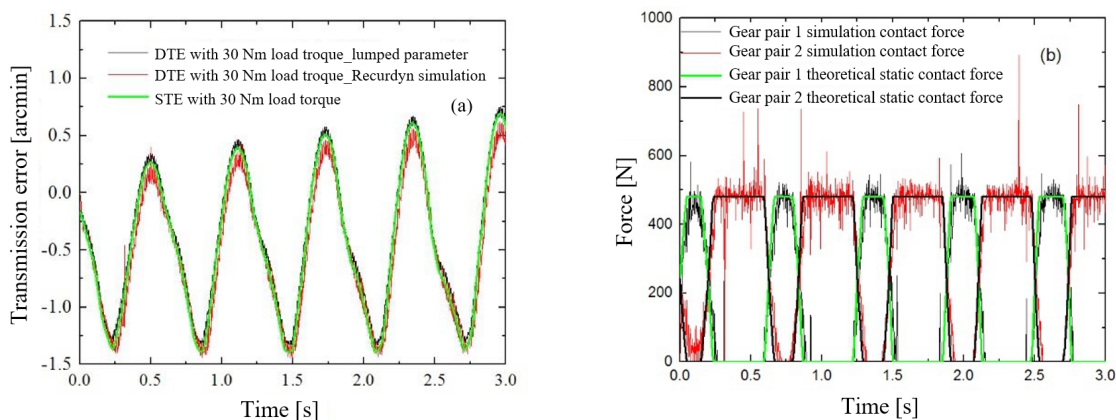 1.5
1.0
0.5
0.0
-0.5
-1.0
-1.5
Transmission error [arcmin]
DTE with 30 Nm load troque_lumped parameter
DTE with 30 Nm load troque_Recurdyn simulation
STE with 30 Nm load torque
(a)
0.0 0.5 1.0 1.5 2.0 2.5 3.0
Time [s]
1000
800
600
400
200
0
Force [N]
Gear pair 1 simulation contact force
Gear pair 2 simulation contact force
Gear pair 1 theoretical static contact force
Gear pair 2 theoretical static contact force
(b)
0.0 0.5 1.0 1.5 2.0 2.5 3.0
Time [s]